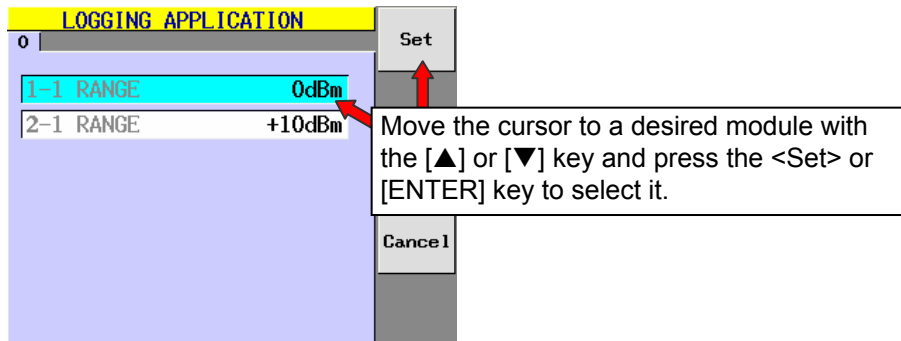 LOGGING APPLICATION
0
Set
1-1 RANGE 0dBm
2-1 RANGE +10dBm
Move the cursor to a desired module with
the [▲] or [▼] key and press the <Set> or
[ENTER] key to select it.
Cancel